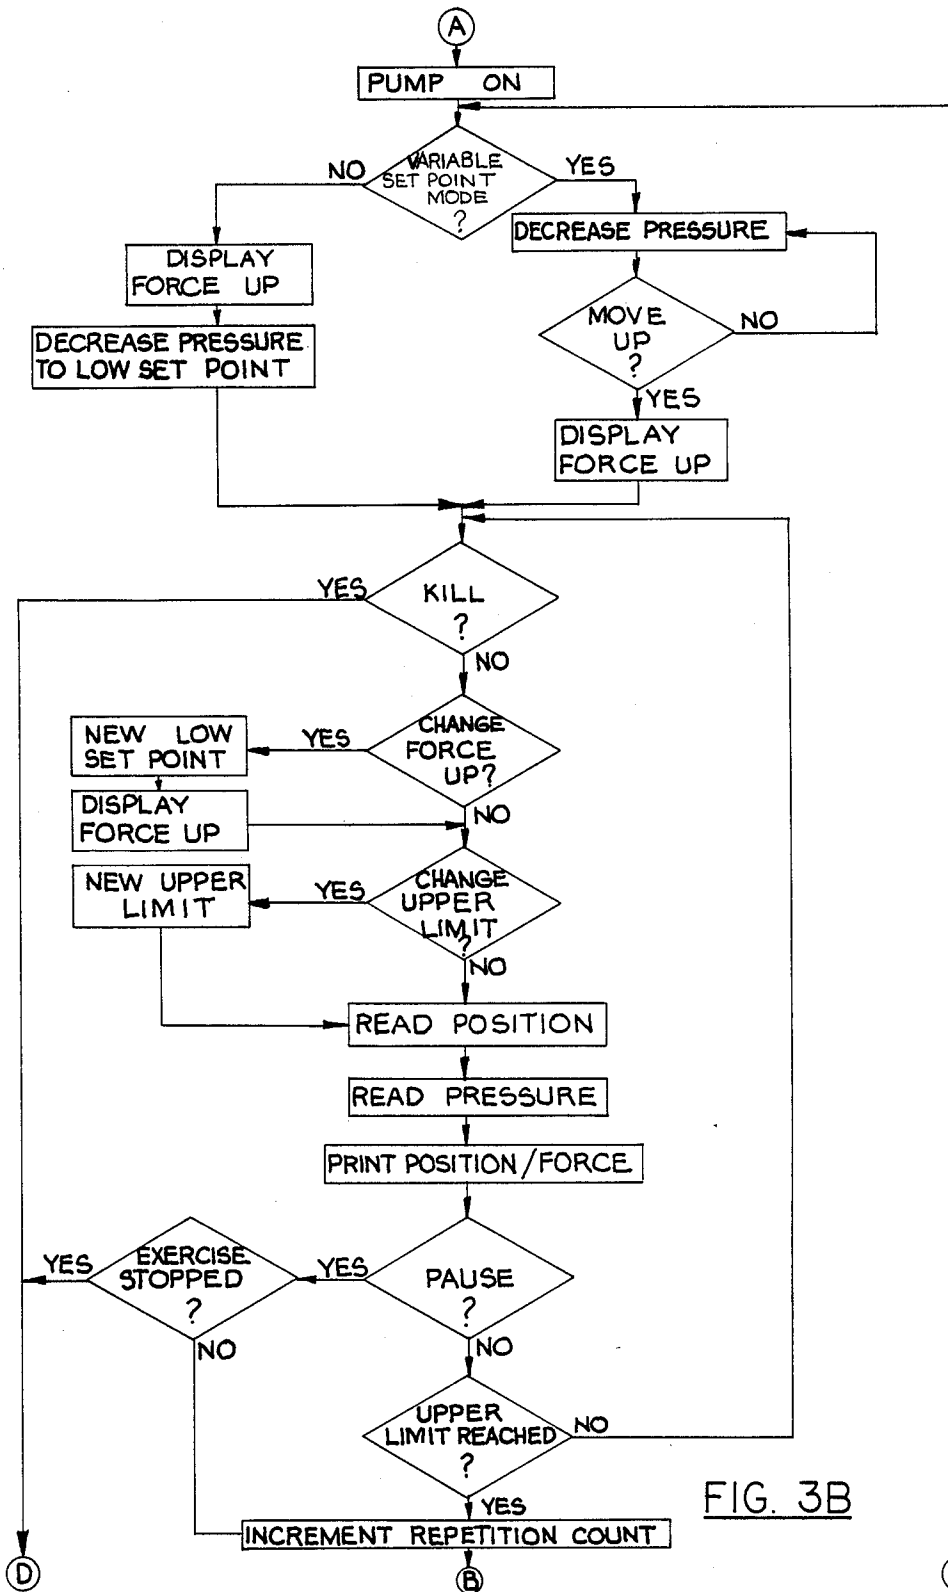 A
PUMP ON
VARIABLE
SET POINT
MODE
?
NO
YES
DISPLAY
FORCE UP
DECREASE PRESSURE
TO LOW SET POINT
DECREASE PRESSURE
MOVE
UP
?
NO
YES
DISPLAY
FORCE UP
KILL
?
YES
NO
CHANGE
FORCE
UP?
YES
NO
NEW LOW
SET POINT
DISPLAY
FORCE UP
CHANGE
UPPER
LIMIT
?
YES
NO
NEW UPPER
LIMIT
READ POSITION
READ PRESSURE
PRINT POSITION/FORCE
PAUSE
?
YES
NO
EXERCISE
STOPPED
?
YES
NO
UPPER
LIMIT REACHED
?
NO
YES
INCREMENT REPETITION COUNT
FIG. 3B
D
B